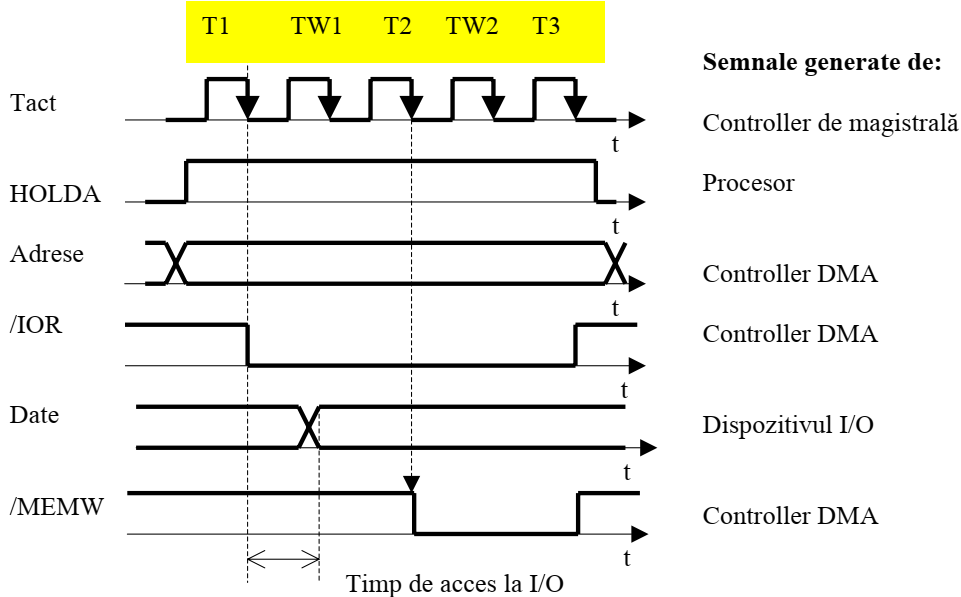 T1 TW1 T2 TW2 T3
Semnale generate de:
Tact
Controller de magistrală
t
HOLDA
Procesor
t
Adrese
Controller DMA
t
/IOR
Controller DMA
t
Date
Dispozitivul I/O
t
/MEMW
Controller DMA
t
Timp de acces la I/O